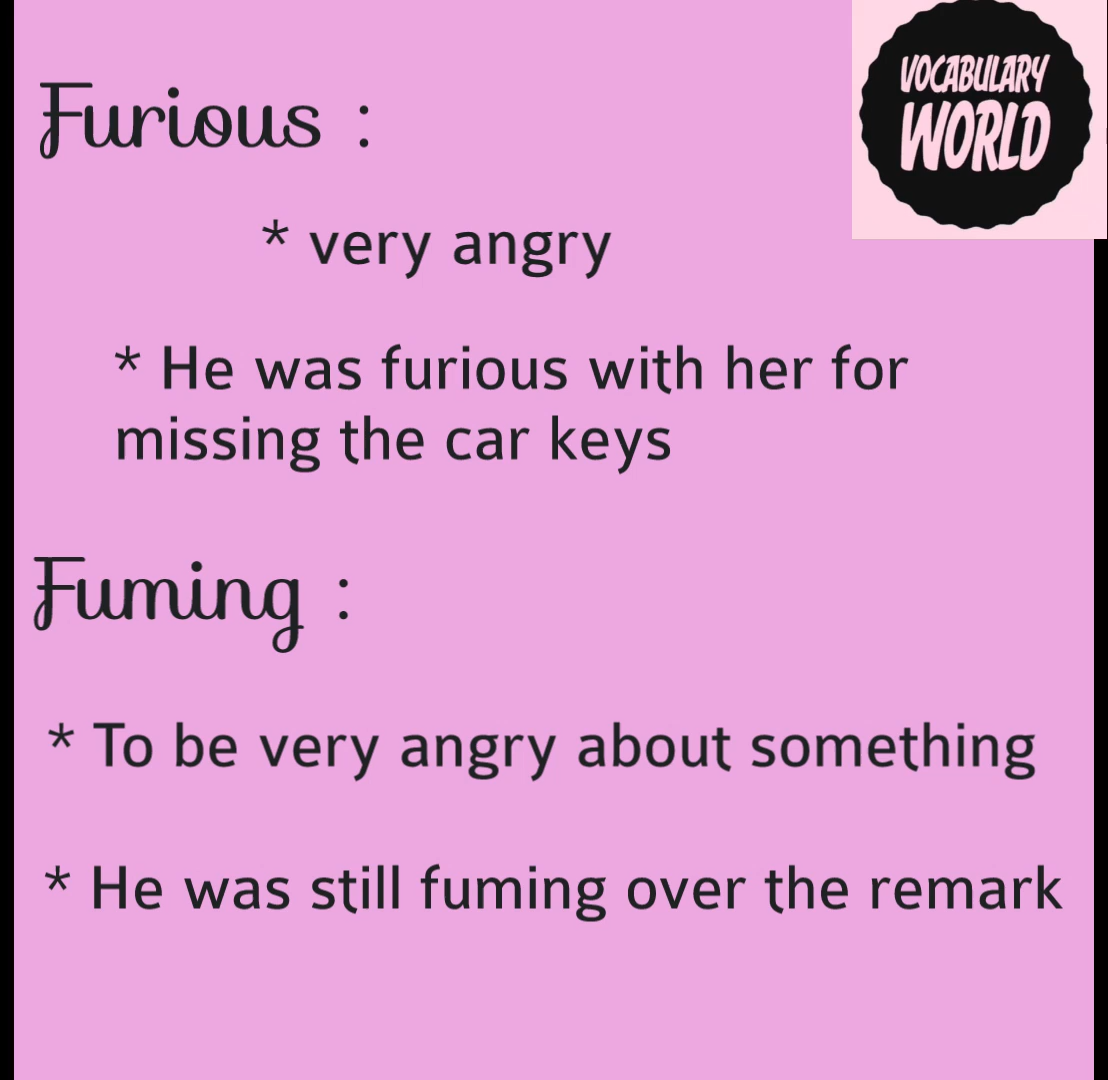 VOCABULARY
WORLD
Furious :
* very angry
* He was furious with her for
missing the car keys
Fuming :
* To be very angry about something
* He was still fuming over the remark